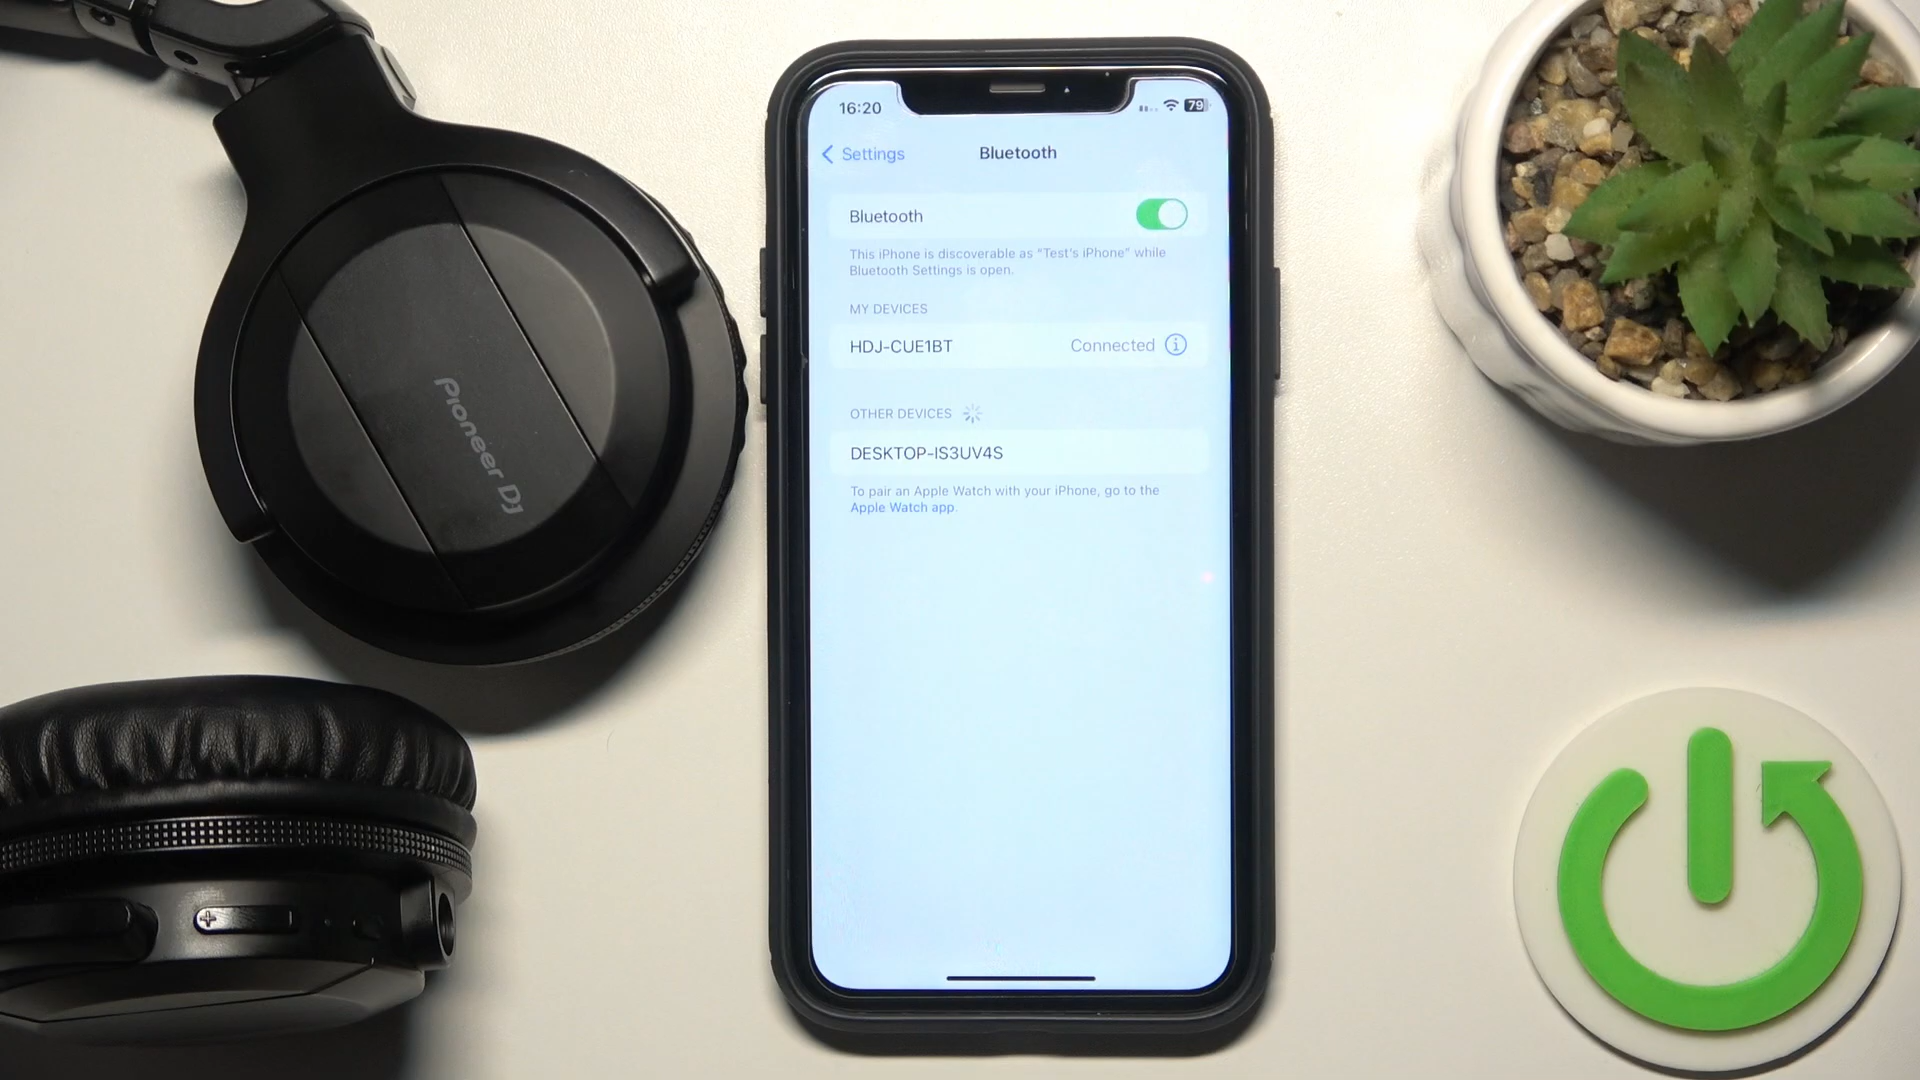 16:20
79
Settings
Bluetooth
Bluetooth
This iPhone is discoverable as “Test's iPhone” while
Bluetooth Settings is open.
MY DEVICES
HDJ-CUE1BT Connected
OTHER DEVICES
DESKTOP-IS3UV4S
To pair an Apple Watch with your iPhone, go to the
Apple Watch app.
Pioneer DJ
+